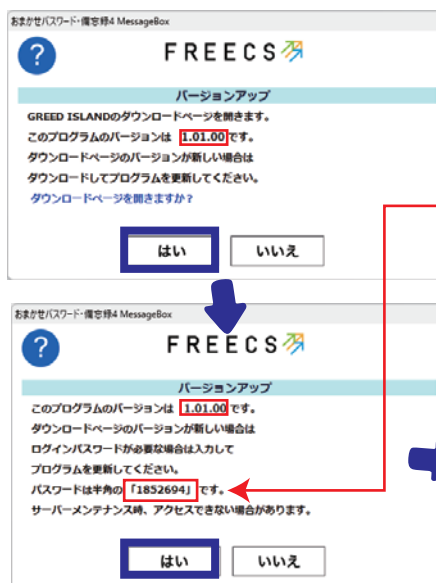 おまかせパスワード・備忘録4 MessageBox
?
FREECS
バージョンアップ
GREED ISLANDのダウンロードページを開きます。
このプログラムのバージョンは 1.01.00 です。
ダウンロードページのバージョンが新しい場合は
ダウンロードしてプログラムを更新してください。
ダウンロードページを開きますか？
はい いいえ
おまかせパスワード・備忘録4 MessageBox
?
FREECS
バージョンアップ
このプログラムのバージョンは 1.01.00 です。
ダウンロードページのバージョンが新しい場合は
ログインパスワードが必要な場合は入力して
プログラムを更新してください。
パスワードは半角の「1852694」です。
サーバーメンテナンス時、アクセスできない場合があります。
はい いいえ